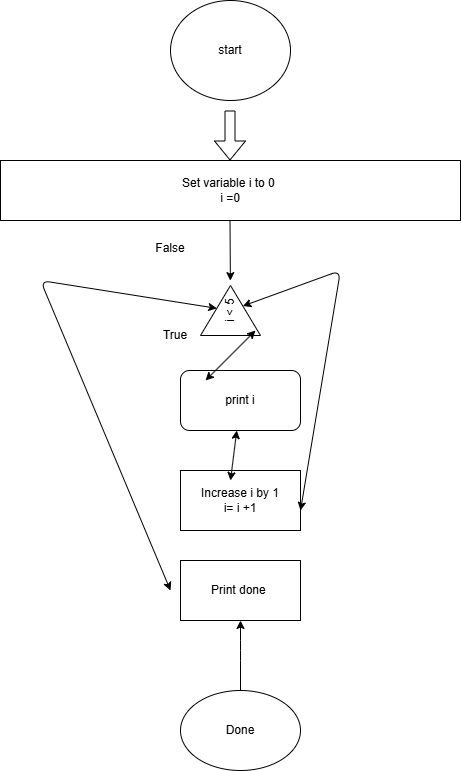 start
Set variable i to 0
i =0
False
i < 5
True
print i
Increase i by 1
i= i +1
Print done
Done